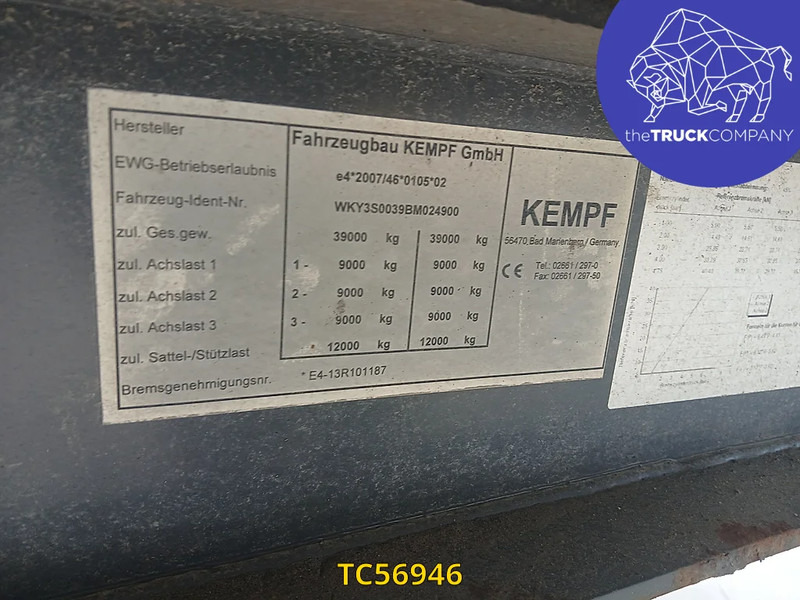 theTRUCKCOMPANY
Hersteller Fahrzeugbau KEMPF GmbH
EWG-Betriebserlaubnis e4*2007/46*0105*02
Fahrzeug-Ident-Nr. WKY3S0039BM024900
zul. Ges.gew. 39000 kg 39000 kg
zul. Achslast 1 1 - 9000 kg 9000 kg
zul. Achslast 2 2 - 9000 kg 9000 kg
zul. Achslast 3 3 - 9000 kg 9000 kg
zul. Sattel-/Stützlast 12000 kg 12000 kg
Bremsgenehmigungsnr. * E4-13R101187
KEMPF
56470 Bad Marienberg / Germany
CE Tel.: 02661 / 297-0
Fax: 02661 / 297-50
TC56946